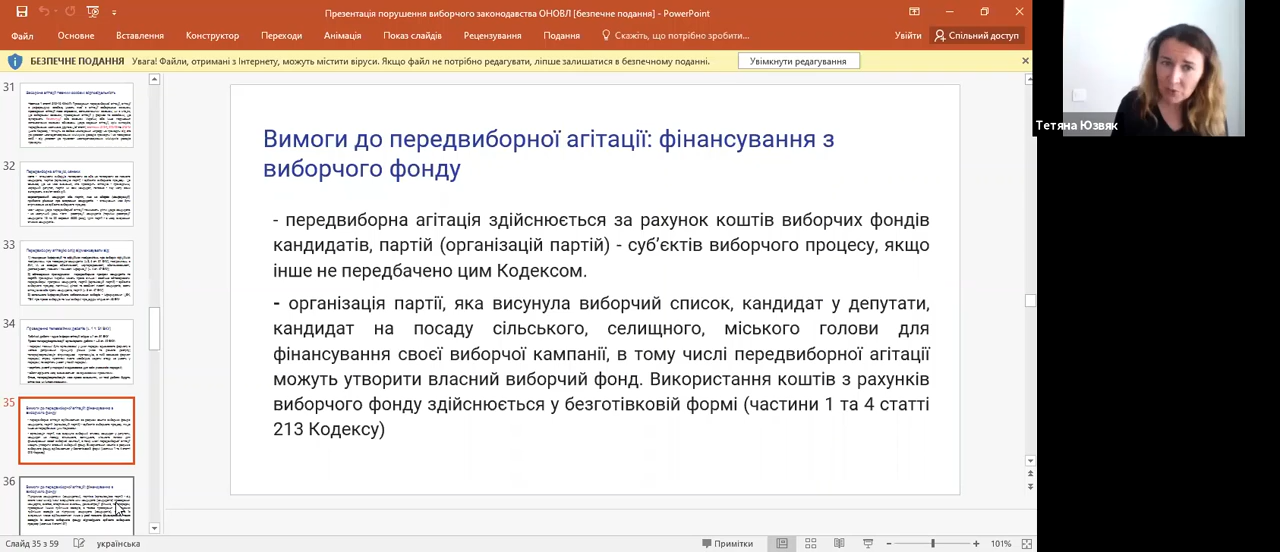 Презентація порушення виборчого законодавства ОНОВЛ [безпечне подання] - PowerPoint
Файл Основне Вставлення Конструктор Переходи Анімація Показ слайдів Рецензування Подання Скажіть, що потрібно зробити... Увійти Спільний доступ
БЕЗПЕЧНЕ ПОДАННЯ Увага! Файли, отримані з Інтернету, можуть містити віруси. Якщо файл не потрібно редагувати, ліпше залишатися в безпечному поданні. Увімкнути редагування
31
32
33
34
35
36
Вимоги до передвиборної агітації: фінансування з
виборчого фонду
- передвиборна агітація здійснюється за рахунок коштів виборчих фондів
кандидатів, партій (організацій партій) - суб’єктів виборчого процесу, якщо
інше не передбачено цим Кодексом.
- організація партії, яка висунула виборчий список, кандидат у депутати,
кандидат на посаду сільського, селищного, міського голови для
фінансування своєї виборчої кампанії, в тому числі передвиборної агітації
можуть утворити власний виборчий фонд. Використання коштів з рахунків
виборчого фонду здійснюється у безготівковій формі (частини 1 та 4 статті
213 Кодексу)
Тетяна Юзвяк
Слайд 35 з 59 українська Примітки 101%